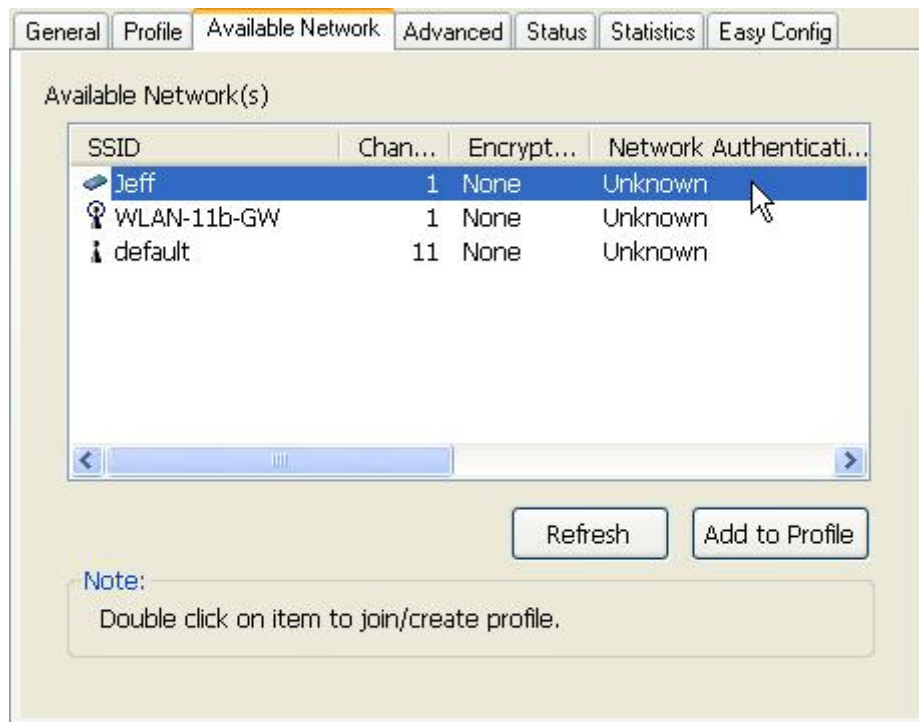 General Profile Available Network Advanced Status Statistics Easy Config
Available Network(s)
SSID Chan... Encrypt... Network Authenticati...
Jeff 1 None Unknown
WLAN-11b-GW 1 None Unknown
default 11 None Unknown
Refresh Add to Profile
Note:
Double click on item to join/create profile.